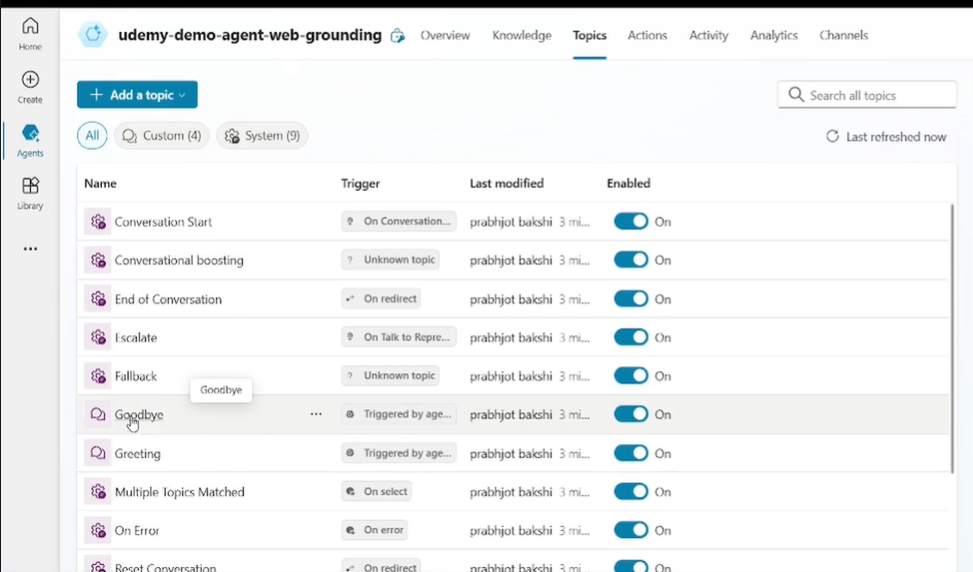 udemy-demo-agent-web-grounding Overview Knowledge Topics Actions Activity Analytics Channels
Home
Create
Agents
Library
+ Add a topic
Search all topics
All Custom (4) System (9) Last refreshed now
Name Trigger Last modified Enabled
Conversation Start On Conversation... prabhjot bakshi 3 mi... On
Conversational boosting ? Unknown topic prabhjot bakshi 3 mi... On
End of Conversation On redirect prabhjot bakshi 3 mi... On
Escalate On Talk to Repre... prabhjot bakshi 3 mi... On
Fallback ? Unknown topic prabhjot bakshi 3 mi... On
Goodbye
Goodbye ... Triggered by age... prabhjot bakshi 3 mi... On
Greeting Triggered by age... prabhjot bakshi 3 mi... On
Multiple Topics Matched On select prabhjot bakshi 3 mi... On
On Error On error prabhjot bakshi 3 mi... On
Reset Conversation On redirect prabhjot bakshi 3 mi... On